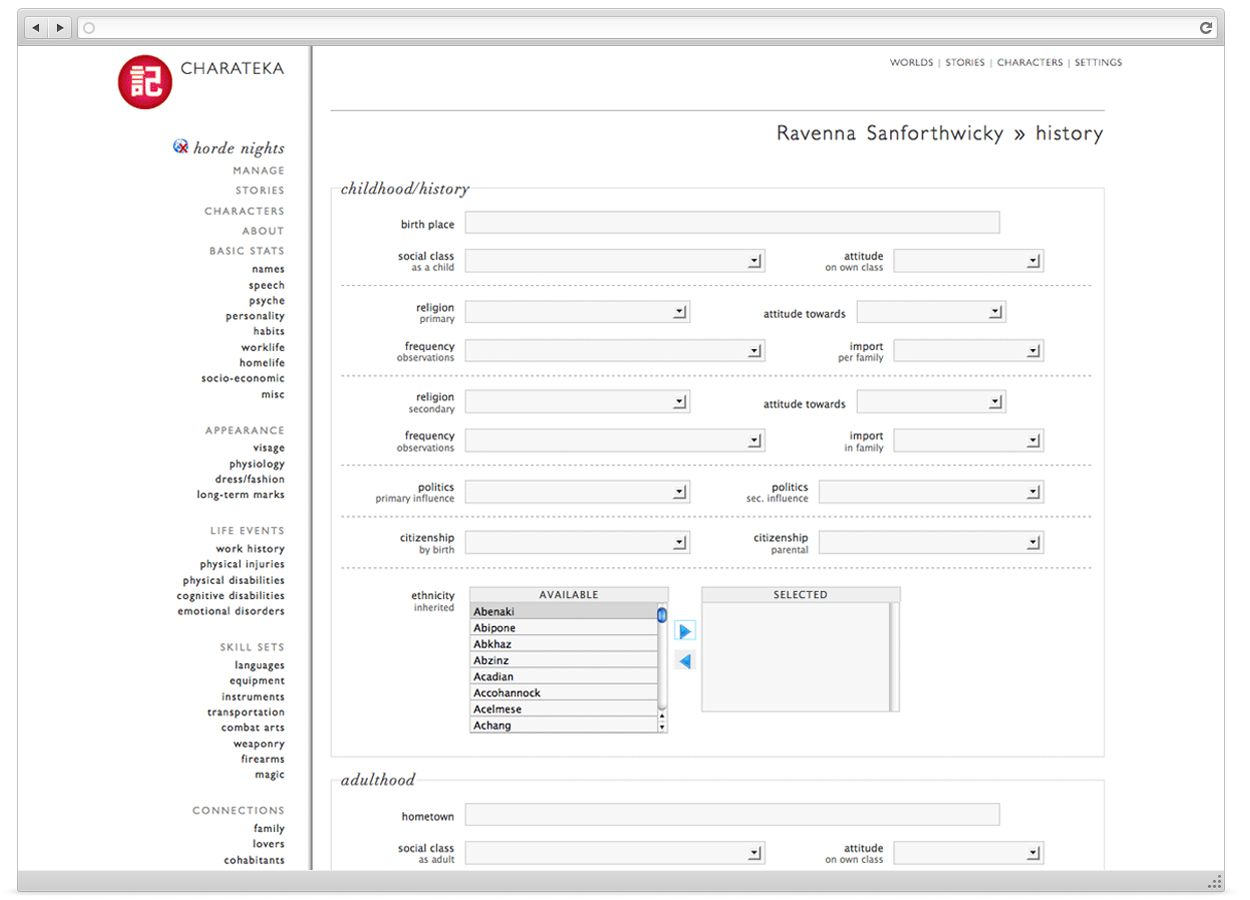 記 CHARATEKA
WORLDS | STORIES | CHARACTERS | SETTINGS
Ravenna Sanforthwicky » history
horde nights
MANAGE
STORIES
CHARACTERS
ABOUT
BASIC STATS
names
speech
psyche
personality
habits
worklife
homelife
socio-economic
misc
APPEARANCE
visage
physiology
dress/fashion
long-term marks
LIFE EVENTS
work history
physical injuries
physical disabilities
cognitive disabilities
emotional disorders
SKILL SETS
languages
equipment
instruments
transportation
combat arts
weaponry
firearms
magic
CONNECTIONS
family
lovers
cohabitants
childhood/history
birth place
social class attitude
as a child on own class
religion attitude towards
primary
frequency import
observations per family
religion attitude towards
secondary
frequency import
observations in family
politics politics
primary influence sec. influence
citizenship citizenship
by birth parental
ethnicity AVAILABLE SELECTED
inherited
Abenaki
Abipone
Abkhaz
Abzinz
Acadian
Accohannock
Acelmese
Achang
adulthood
hometown
social class attitude
as adult on own class